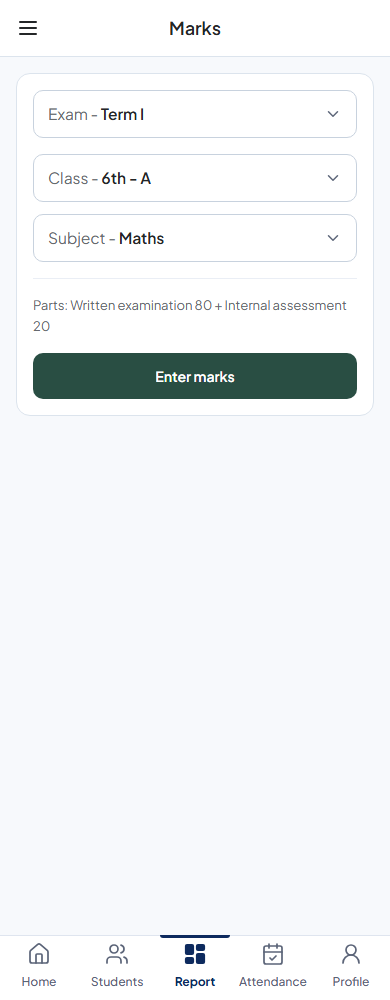 Marks
Exam - Term I
Class - 6th - A
Subject - Maths
Parts: Written examination 80 + Internal assessment
20
Enter marks
Home
Students
Report
Attendance
Profile